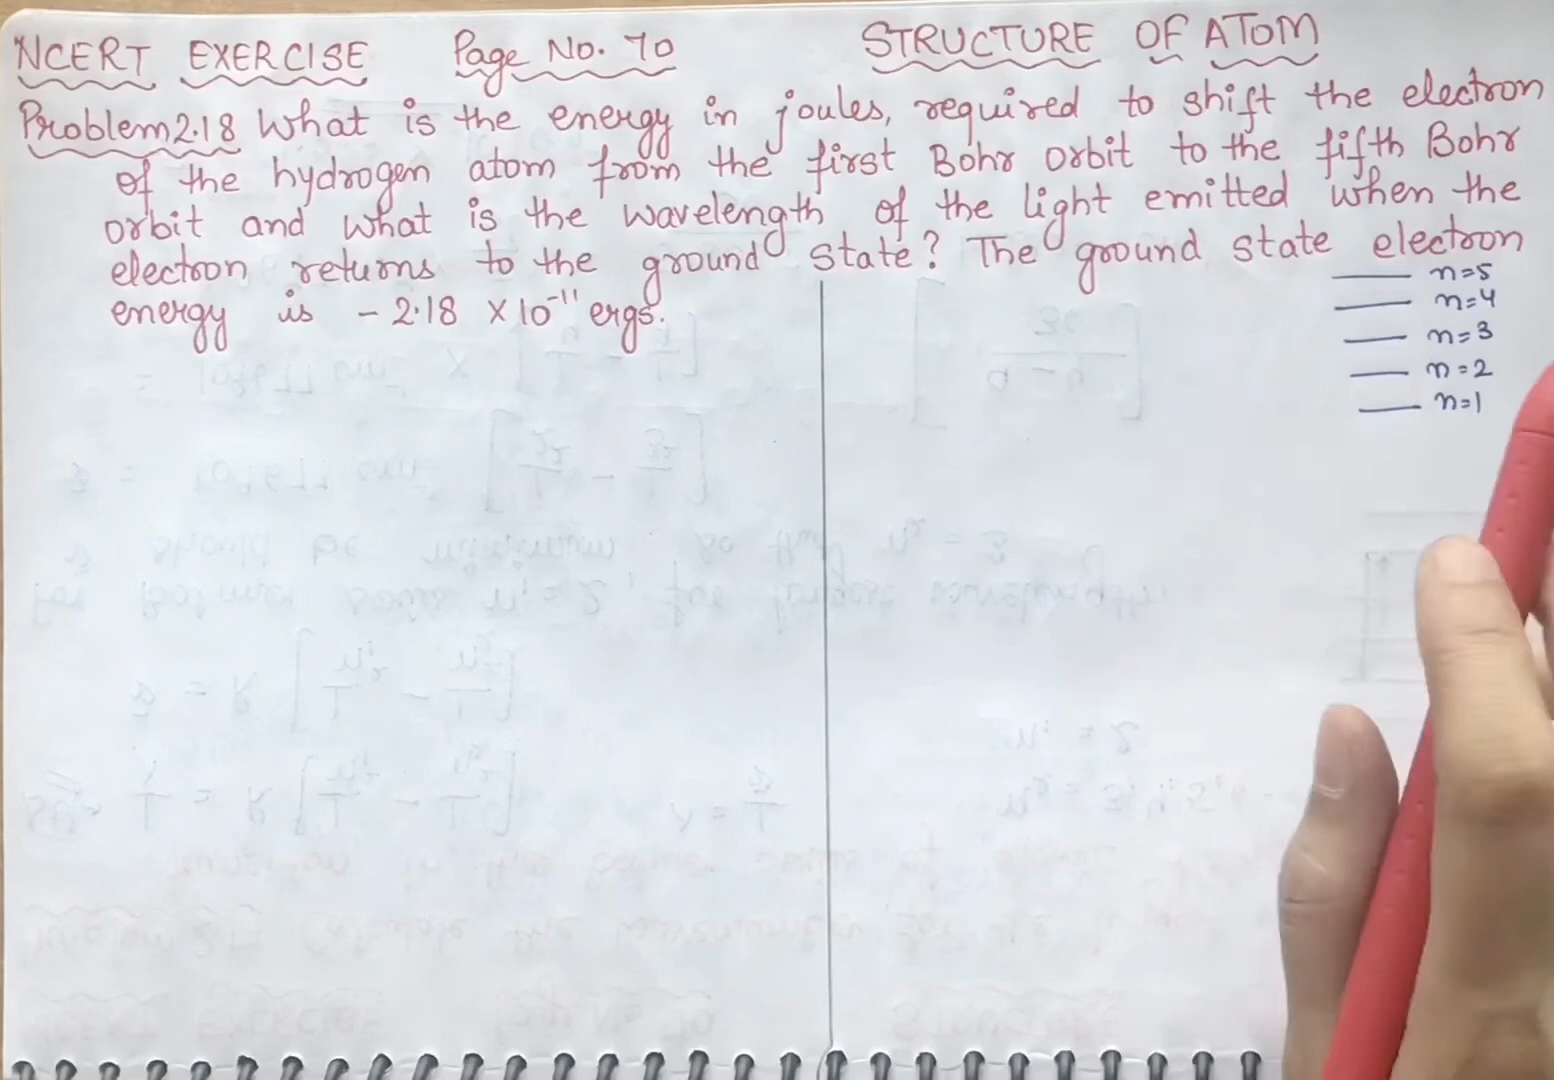 NCERT EXERCISE Page No. 70 STRUCTURE OF ATOM
Problem 2.18 What is the energy in joules, required to shift the electron
of the hydrogen atom from the first Bohr orbit to the fifth Bohr
orbit and what is the wavelength of the light emitted when the
electron returns to the ground state? The ground state electron
energy is - 2.18 × 10⁻¹¹ ergs.
n=5
n=4
n=3
n=2
n=1